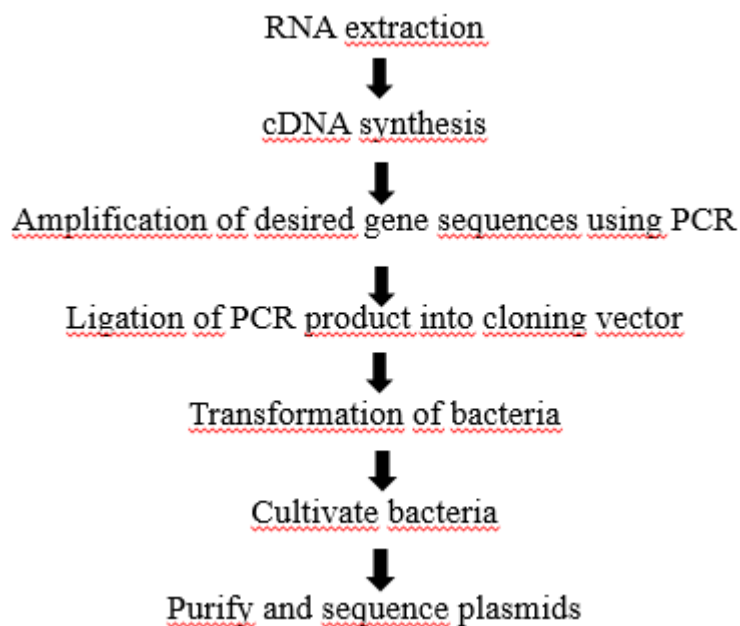 RNA extraction
cDNA synthesis
Amplification of desired gene sequences using PCR
Ligation of PCR product into cloning vector
Transformation of bacteria
Cultivate bacteria
Purify and sequence plasmids